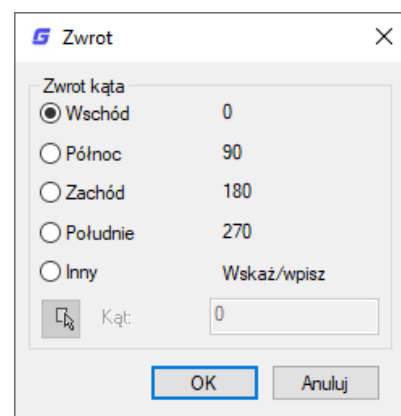 Zwrot
Zwrot kąta
Wschód 0
Północ 90
Zachód 180
Południe 270
Inny Wskaż/wpisz
Kąt: 0
OK Anuluj